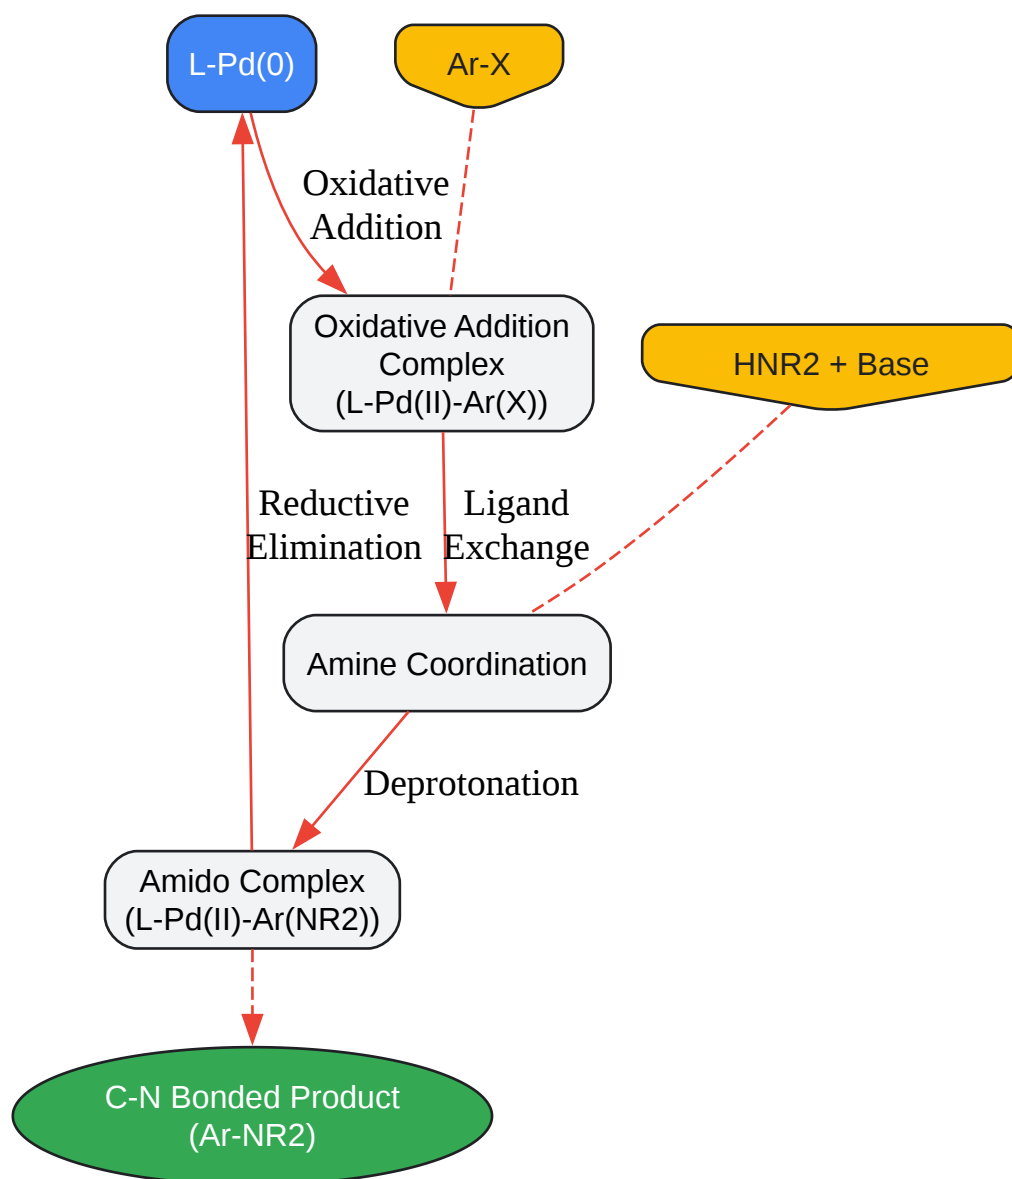 L-Pd(0)
Ar-X
Oxidative
Addition
Oxidative Addition
Complex
(L-Pd(II)-Ar(X))
HNR2 + Base
Reductive
Elimination
Ligand
Exchange
Amine Coordination
Deprotonation
Amido Complex
(L-Pd(II)-Ar(NR2))
C-N Bonded Product
(Ar-NR2)